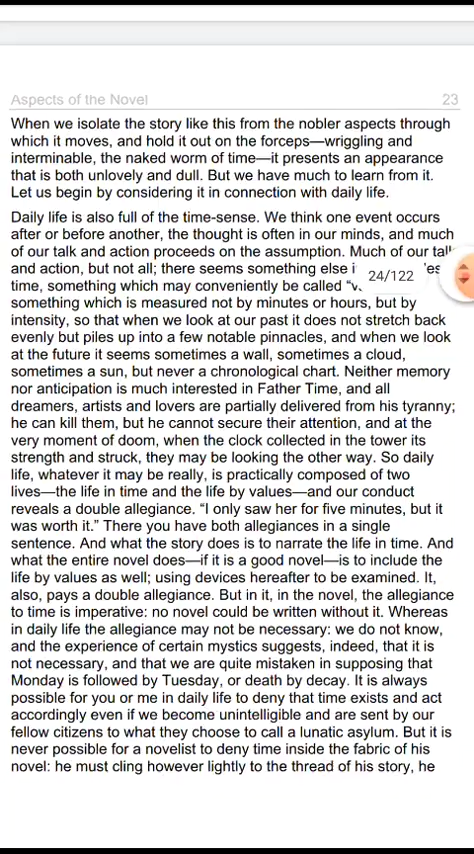 Aspects of the Novel 23
When we isolate the story like this from the nobler aspects through
which it moves, and hold it out on the forceps—wriggling and
interminable, the naked worm of time—it presents an appearance
that is both unlovely and dull. But we have much to learn from it.
Let us begin by considering it in connection with daily life.
Daily life is also full of the time-sense. We think one event occurs
after or before another, the thought is often in our minds, and much
of our talk and action proceeds on the assumption. Much of our
and action, but not all; there seems something else 24/122
time, something which may conveniently be called
something which is measured not by minutes or hours, but by
intensity, so that when we look at our past it does not stretch back
evenly but piles up into a few notable pinnacles, and when we look
at the future it seems sometimes a wall, sometimes a cloud,
sometimes a sun, but never a chronological chart. Neither memory
nor anticipation is much interested in Father Time, and all
dreamers, artists and lovers are partially delivered from his tyranny;
he can kill them, but he cannot secure their attention, and at the
very moment of doom, when the clock collected in the tower its
strength and struck, they may be looking the other way. So daily
life, whatever it may be really, is practically composed of two
lives—the life in time and the life by values—and our conduct
reveals a double allegiance. “I only saw her for five minutes, but it
was worth it.” There you have both allegiances in a single
sentence. And what the story does is to narrate the life in time. And
what the entire novel does—if it is a good novel—is to include the
life by values as well; using devices hereafter to be examined. It,
also, pays a double allegiance. But in it, in the novel, the allegiance
to time is imperative: no novel could be written without it. Whereas
in daily life the allegiance may not be necessary: we do not know,
and the experience of certain mystics suggests, indeed, that it is
not necessary, and that we are quite mistaken in supposing that
Monday is followed by Tuesday, or death by decay. It is always
possible for you or me in daily life to deny that time exists and act
accordingly even if we become unintelligible and are sent by our
fellow citizens to what they choose to call a lunatic asylum. But it is
never possible for a novelist to deny time inside the fabric of his
novel: he must cling however lightly to the thread of his story, he